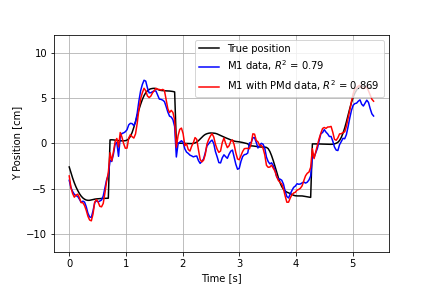 True position
M1 data, R² = 0.79
M1 with PMd data, R² = 0.869
10
5
0
−5
−10
Y Position [cm]
0 1 2 3 4 5
Time [s]